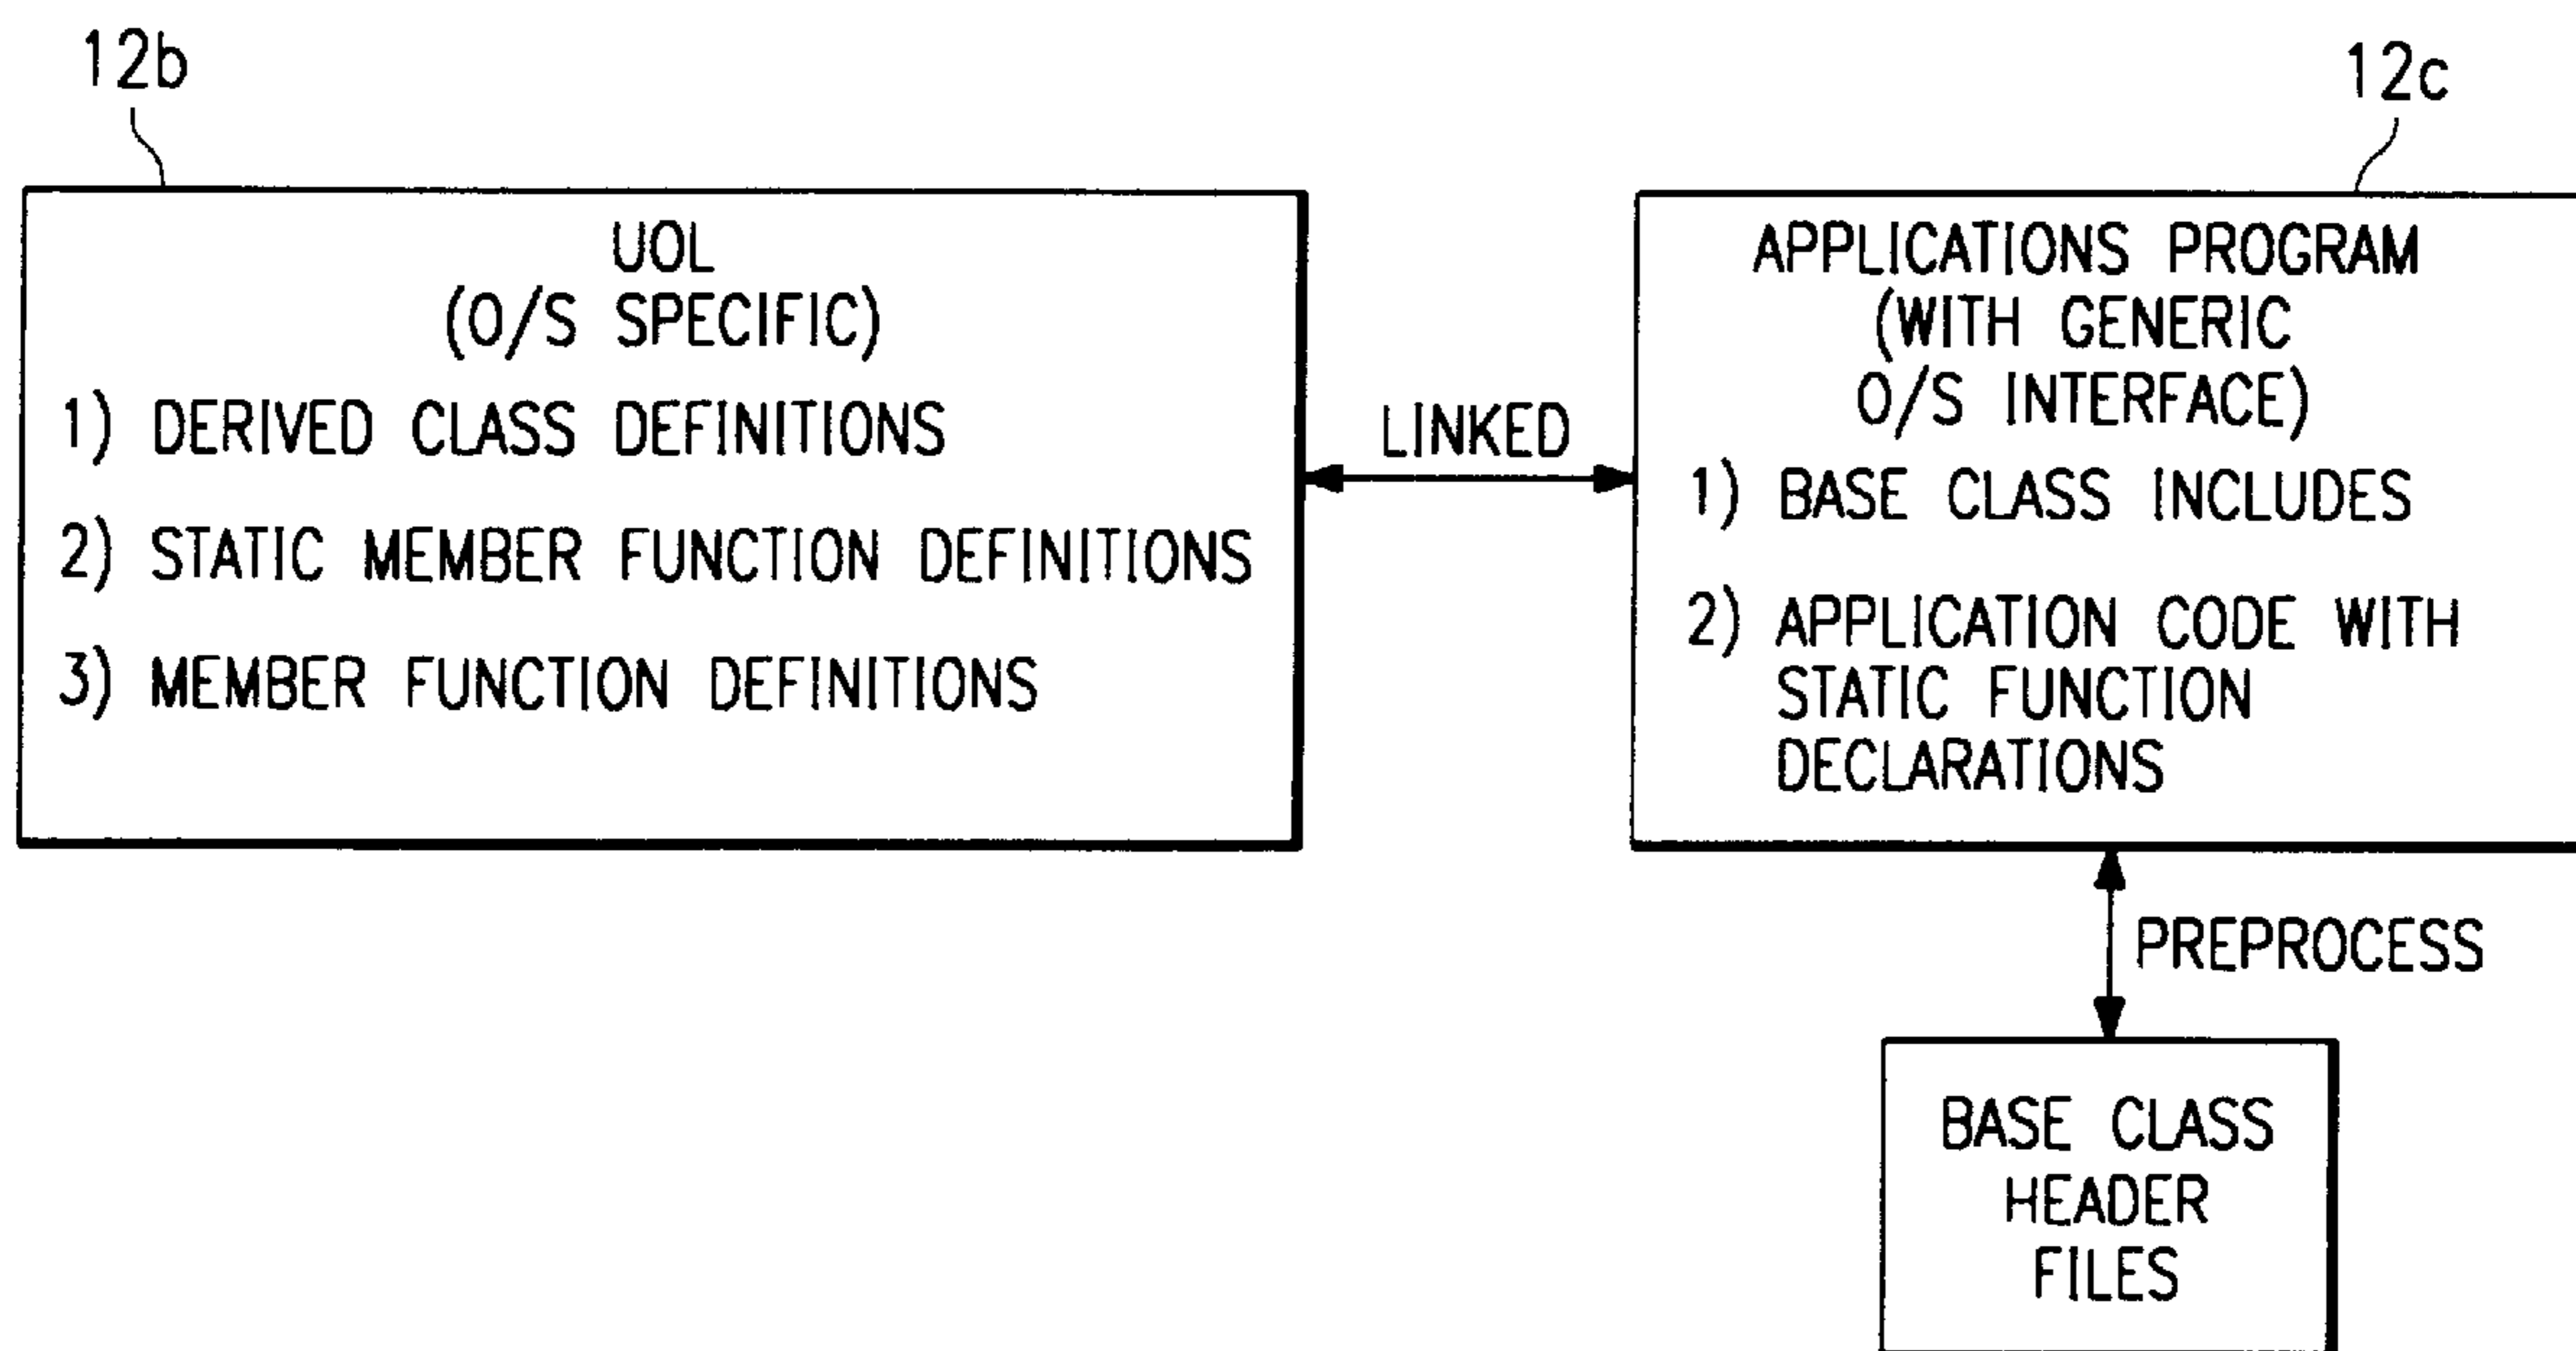 12b
12c
UOL
(O/S SPECIFIC)
1) DERIVED CLASS DEFINITIONS
2) STATIC MEMBER FUNCTION DEFINITIONS
3) MEMBER FUNCTION DEFINITIONS
LINKED
APPLICATIONS PROGRAM
(WITH GENERIC
O/S INTERFACE)
1) BASE CLASS INCLUDES
2) APPLICATION CODE WITH
STATIC FUNCTION
DECLARATIONS
PREPROCESS
BASE CLASS
HEADER
FILES